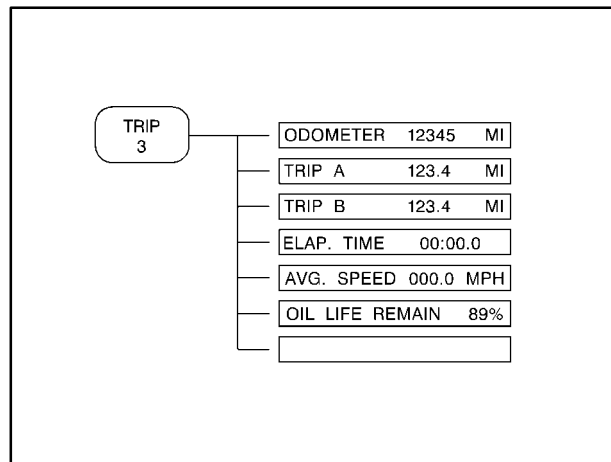 TRIP
3
ODOMETER 12345 MI
TRIP A 123.4 MI
TRIP B 123.4 MI
ELAP. TIME 00:00.0
AVG. SPEED 000.0 MPH
OIL LIFE REMAIN 89%